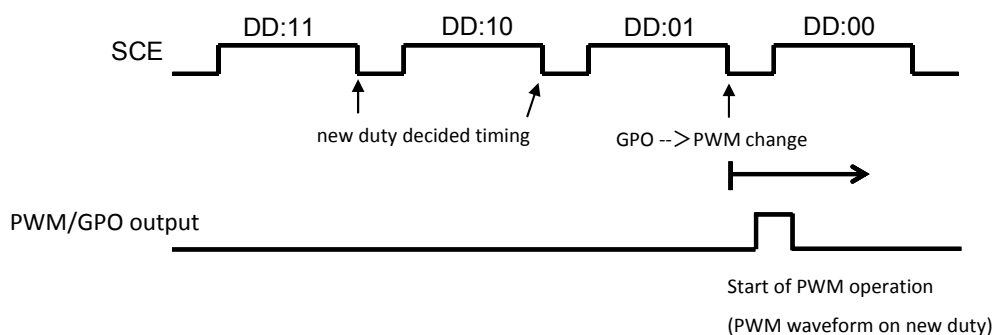 DD:11 DD:10 DD:01 DD:00
SCE
new duty decided timing
GPO -->PWM change
PWM/GPO output
Start of PWM operation
(PWM waveform on new duty)